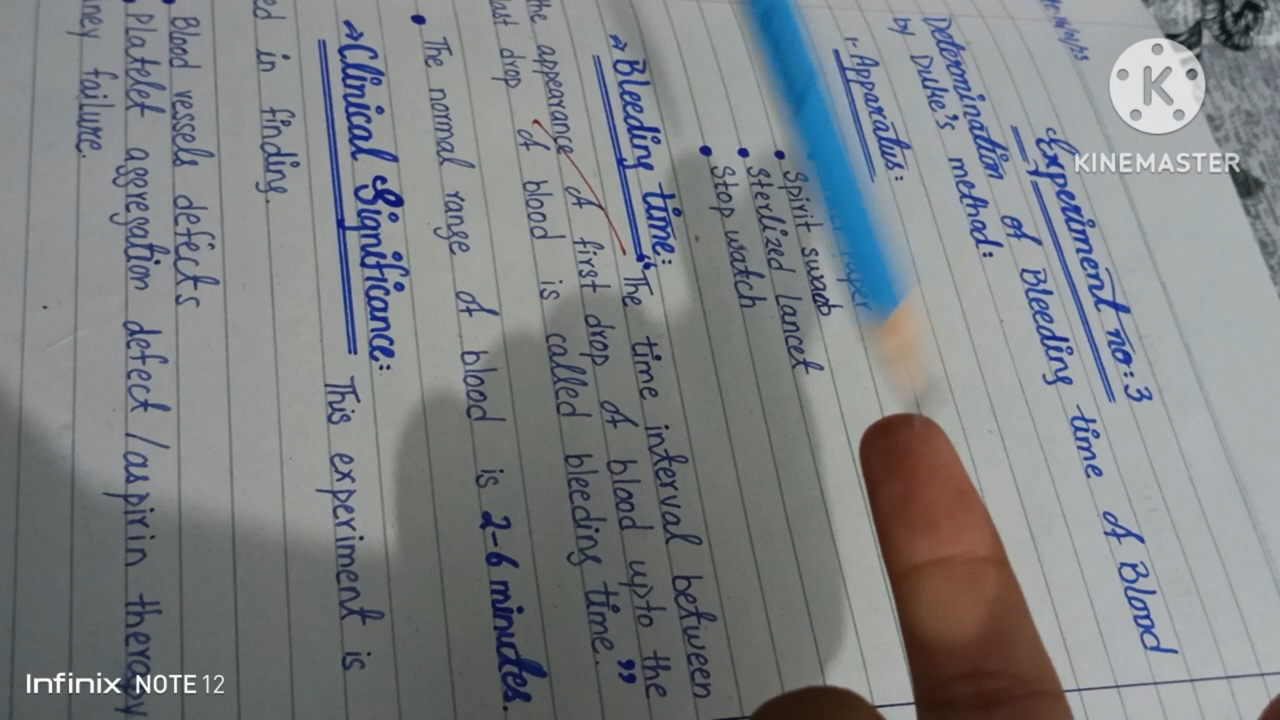 Experiment no: 3
Determination of Bleeding time of Blood
by Duke's method:
Apparatus:
Spirit swab
Sterlized Lancet
Stop watch
→ Bleeding time: "The time interval between
the appearance of first drop of blood upto the
last drop of blood is called bleeding time."
The normal range of blood is 2-6 minutes.
→ Clinical Significance: This experiment is
ed in finding.
Blood vessels defects
Platelet aggregation defect / aspirin therapy
ney failure.
K
KINEMASTER
Infinix NOTE 12